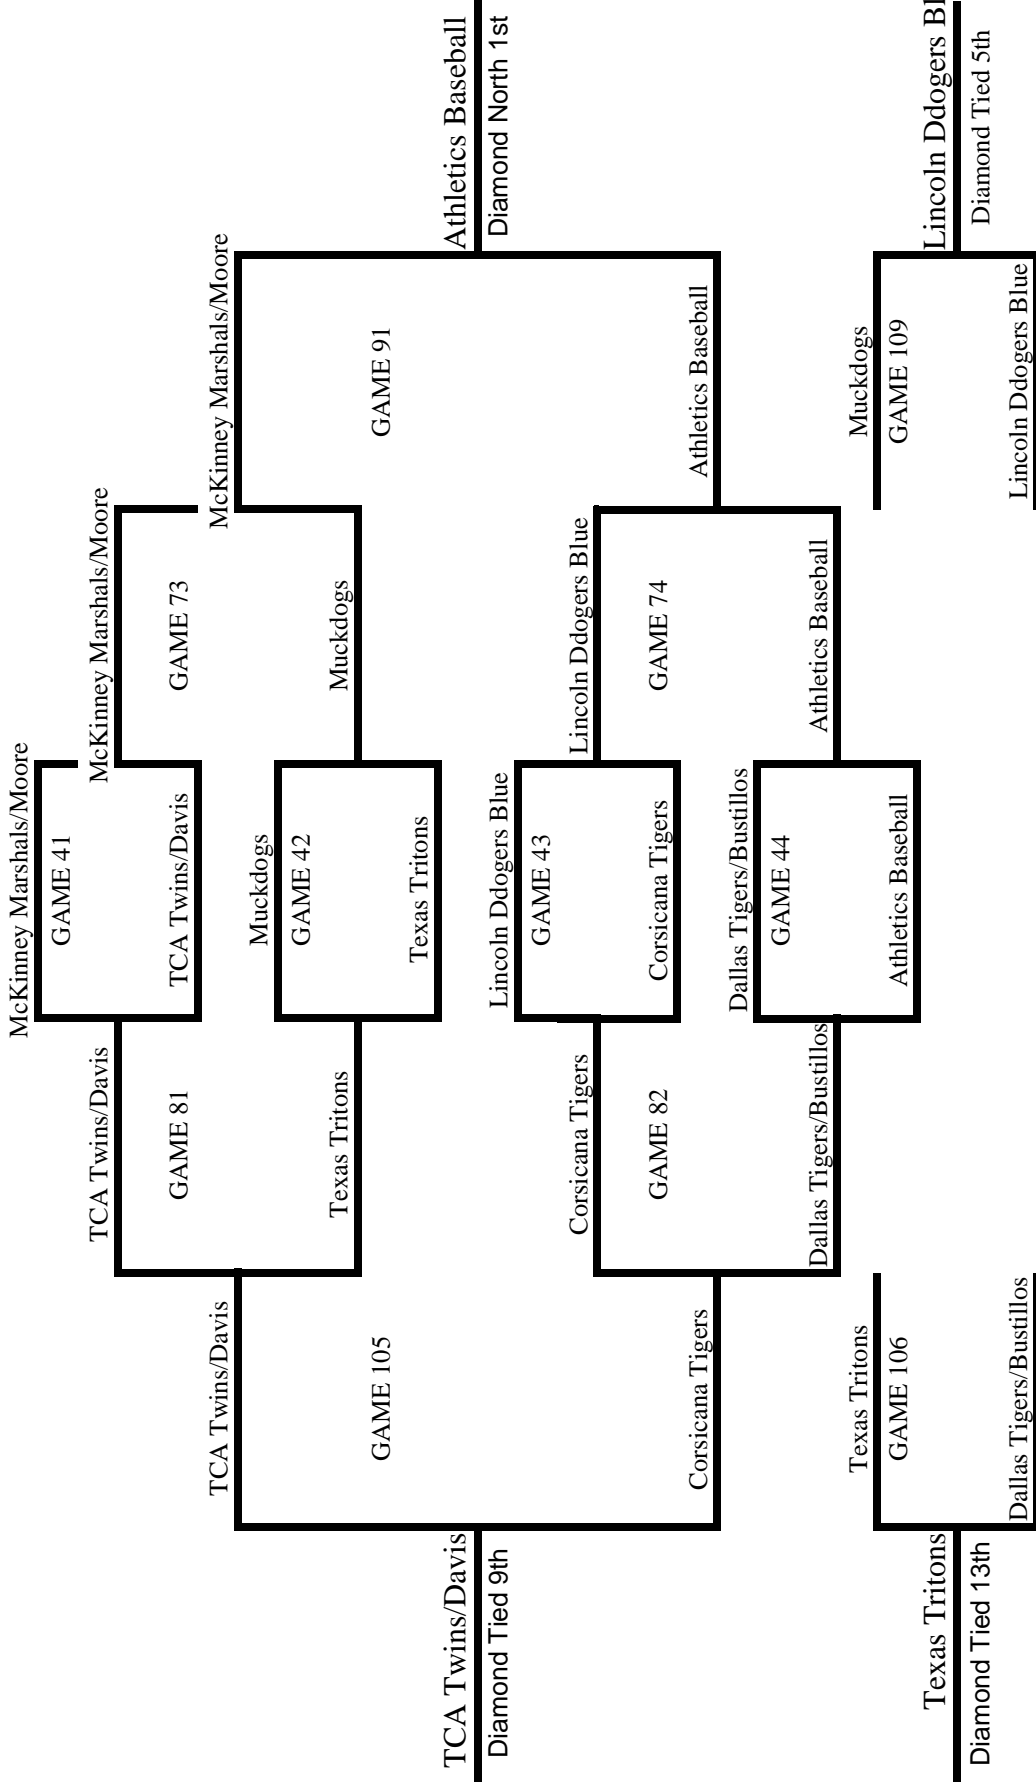 McKinney Marshals/Moore
GAME 41
TCA Twins/Davis
McKinney Marshals/Moore
GAME 73
Muckdogs
Muckdogs
GAME 42
Texas Tritons
McKinney Marshals/Moore
GAME 91
Athletics Baseball
Athletics Baseball
Diamond North 1st
Lincoln Ddogers Blue
GAME 43
Corsicana Tigers
Lincoln Ddogers Blue
GAME 74
Athletics Baseball
Dallas Tigers/Bustillos
GAME 44
Athletics Baseball
Muckdogs
GAME 109
Lincoln Ddogers Blue
Lincoln Ddogers Bl
Diamond Tied 5th
TCA Twins/Davis
GAME 81
Texas Tritons
Corsicana Tigers
GAME 82
Dallas Tigers/Bustillos
TCA Twins/Davis
GAME 105
Corsicana Tigers
TCA Twins/Davis
Diamond Tied 9th
Texas Tritons
GAME 106
Dallas Tigers/Bustillos
Texas Tritons
Diamond Tied 13th